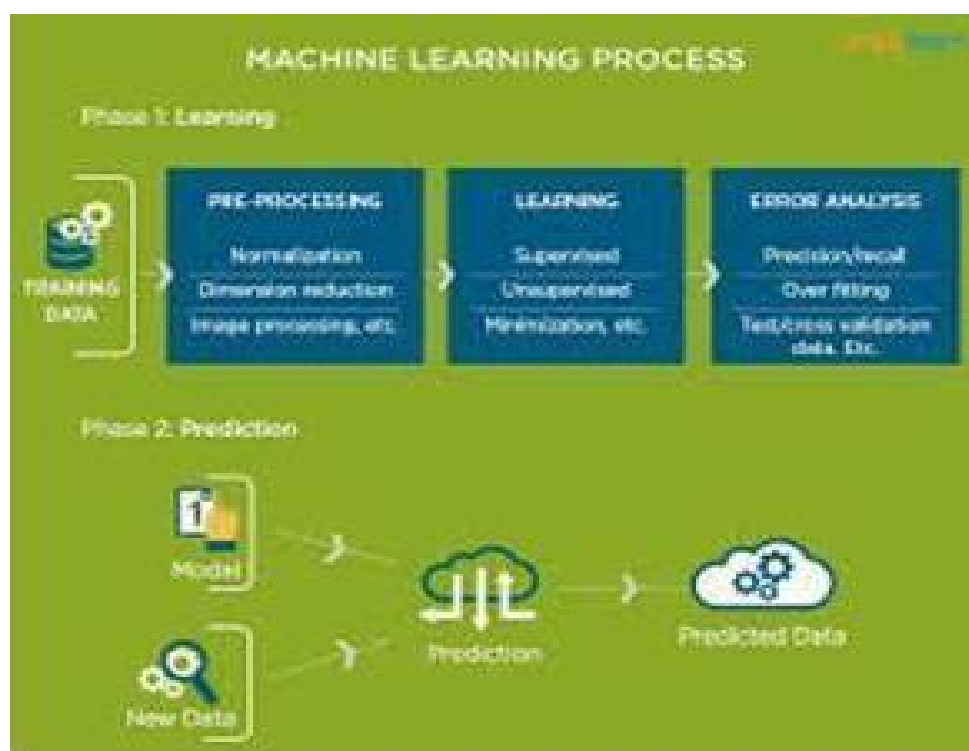 MACHINE LEARNING PROCESS
Phase 1: Learning
TRAINING
DATA
PRE-PROCESSING
Normalization
Dimension reduction
Image processing, etc.
LEARNING
Supervised
Unsupervised
Minimization, etc.
ERROR ANALYSIS
Precision/recall
Over fitting
Test/cross validation
data. Etc.
Phase 2: Prediction
1
Model
New Data
Prediction
Predicted Data